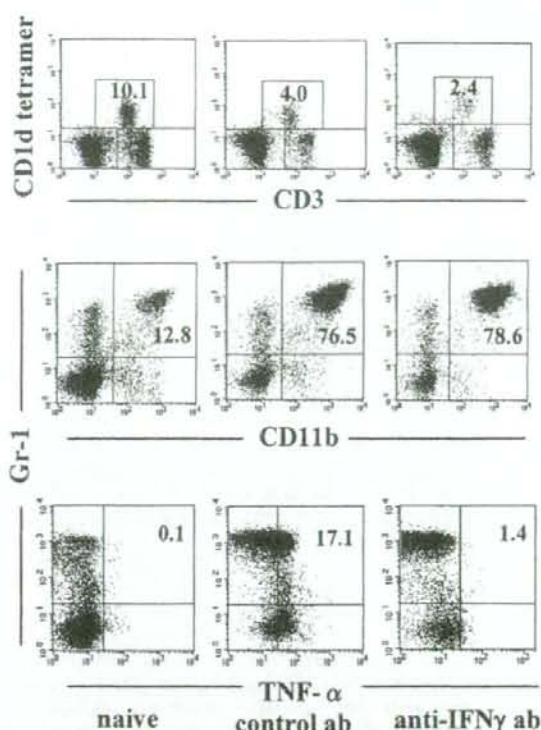 CD1d tetramer
10.1
4.0
2.4
CD3
Gr-1
12.8
76.5
78.6
CD11b
0.1
17.1
1.4
TNF-α
naive
control ab
anti-IFNγ ab